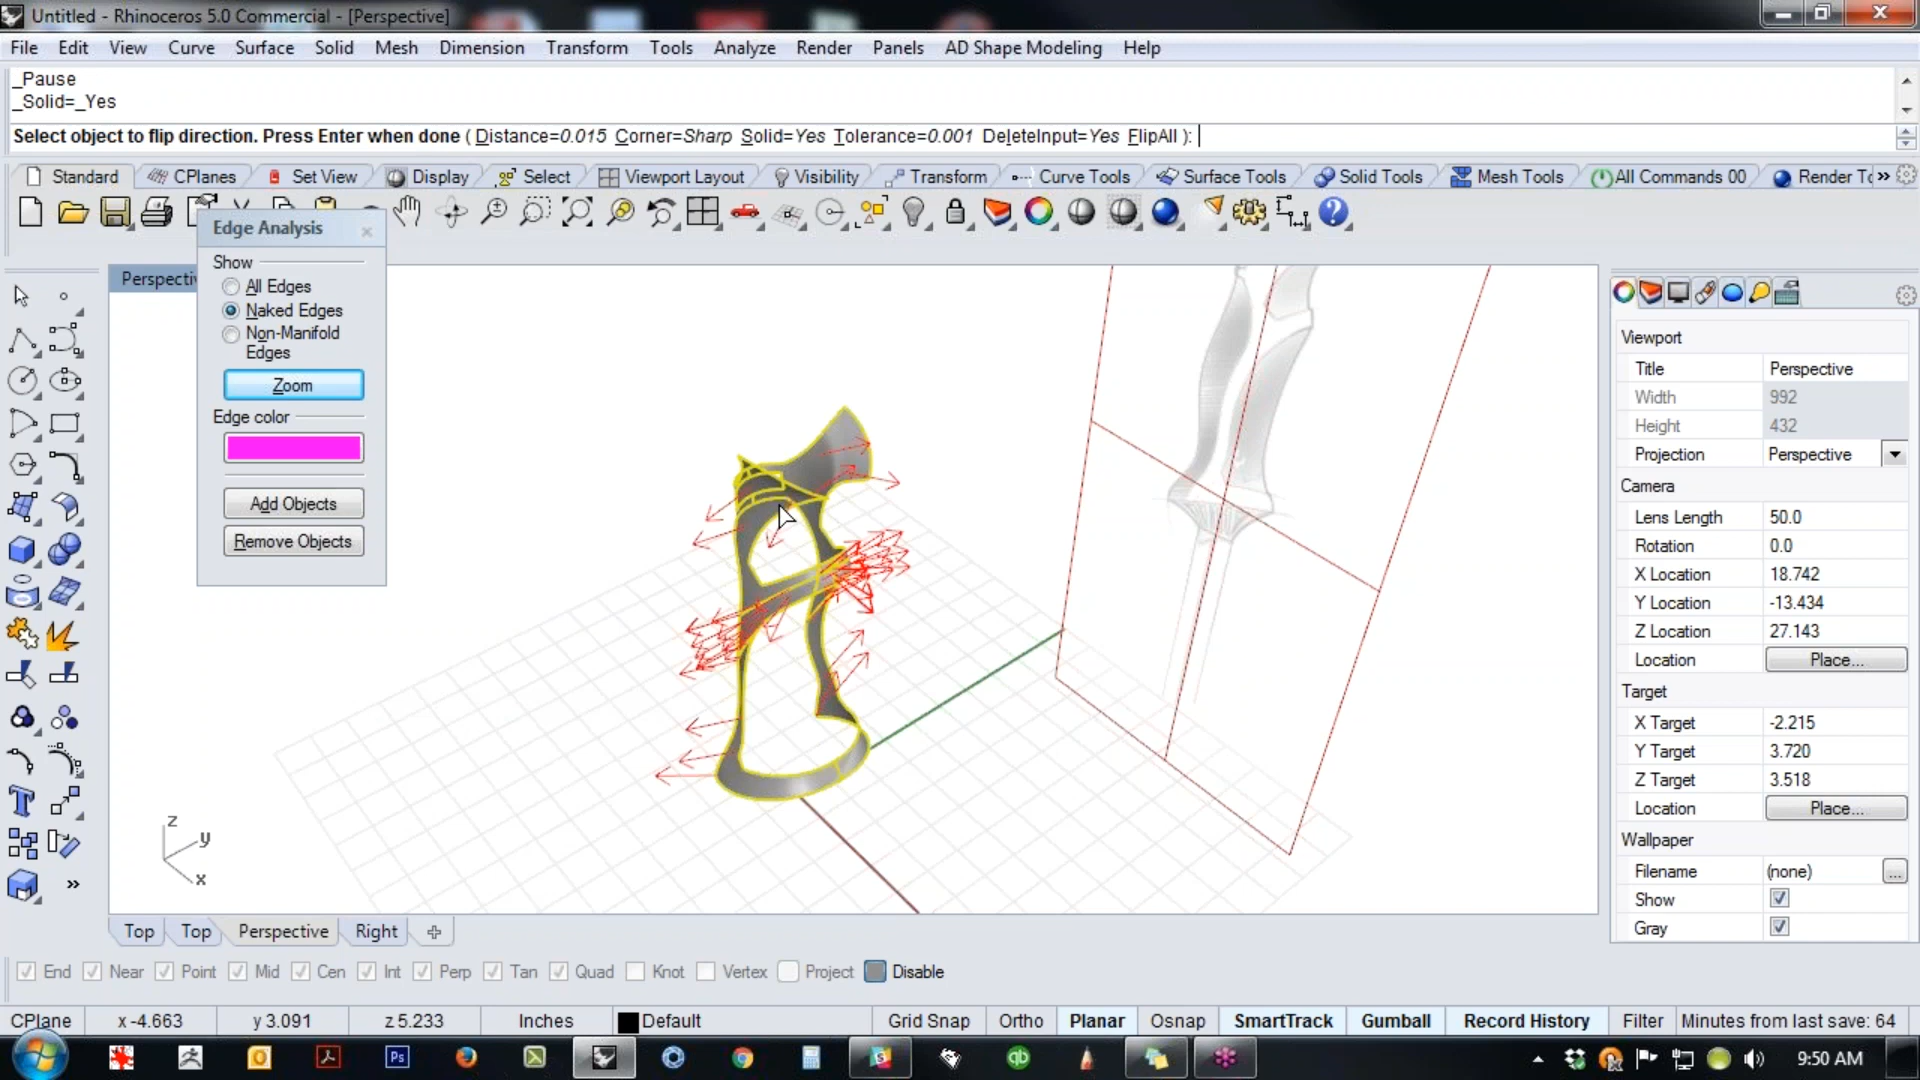 Untitled - Rhinoceros 5.0 Commercial - [Perspective]
File Edit View Curve Surface Solid Mesh Dimension Transform Tools Analyze Render Panels AD Shape Modeling Help
_Pause
_Solid=_Yes
Select object to flip direction. Press Enter when done ( Distance=0.015 Corner=Sharp Solid=Yes Tolerance=0.001 DeleteInput=Yes FlipAll ):
Standard CPlanes Set View Display Select Viewport Layout Visibility Transform Curve Tools Surface Tools Solid Tools Mesh Tools All Commands 00 Render To
Perspectiv
Edge Analysis
Show
All Edges
Naked Edges
Non-Manifold
Edges
Zoom
Edge color
Add Objects
Remove Objects
z
y
x
Viewport
Title Perspective
Width 992
Height 432
Projection Perspective
Camera
Lens Length 50.0
Rotation 0.0
X Location 18.742
Y Location -13.434
Z Location 27.143
Location Place...
Target
X Target -2.215
Y Target 3.720
Z Target 3.518
Location Place...
Wallpaper
Filename (none) ...
Show
Gray
Top Top Perspective Right
End Near Point Mid Cen Int Perp Tan Quad Knot Vertex Project Disable
CPlane x -4.663 y 3.091 z 5.233 Inches Default Grid Snap Ortho Planar Osnap SmartTrack Gumball Record History Filter Minutes from last save: 64
Ps
qb
9:50 AM